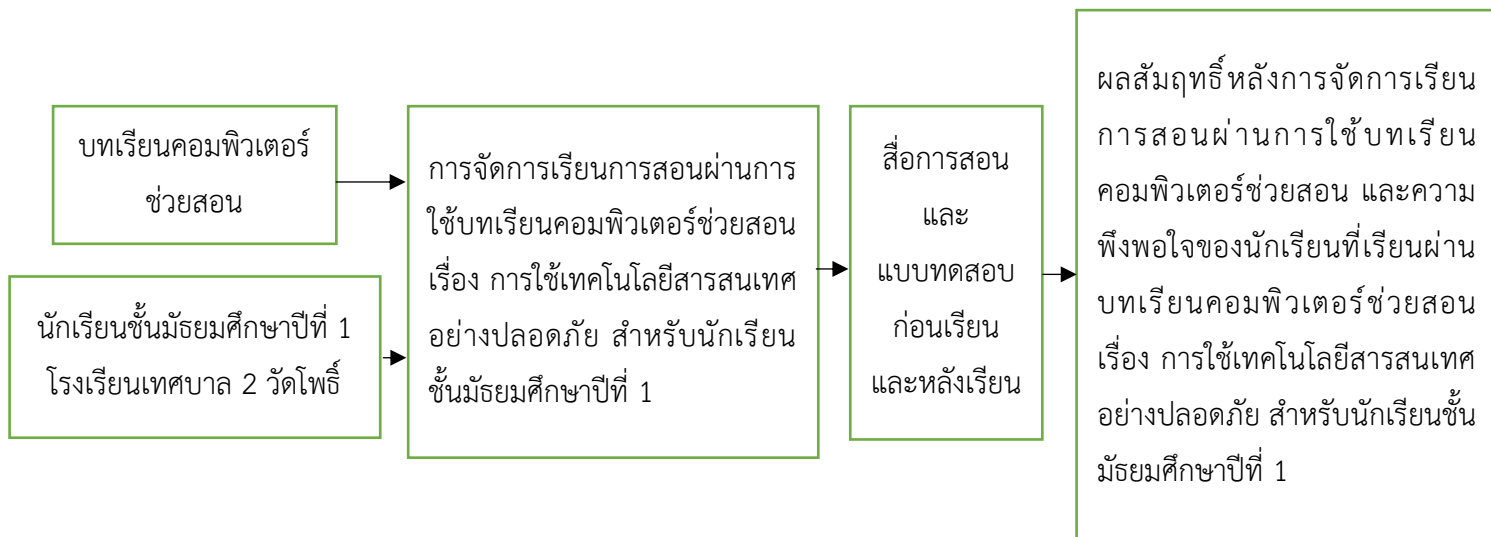 บทเรียนคอมพิวเตอร์
ช่วยสอน
นักเรียนชั้นมัธยมศึกษาปีที่ 1
โรงเรียนเทศบาล 2 วัดโพธิ์
การจัดการเรียนการสอนผ่านการ
ใช้บทเรียนคอมพิวเตอร์ช่วยสอน
เรื่อง การใช้เทคโนโลยีสารสนเทศ
อย่างปลอดภัย สำหรับนักเรียน
ชั้นมัธยมศึกษาปีที่ 1
สื่อการสอน
และ
แบบทดสอบ
ก่อนเรียน
และหลังเรียน
ผลสัมฤทธิ์หลังการจัดการเรียน
การสอนผ่านการใช้บทเรียน
คอมพิวเตอร์ช่วยสอน และความ
พึงพอใจของนักเรียนที่เรียนผ่าน
บทเรียนคอมพิวเตอร์ช่วยสอน
เรื่อง การใช้เทคโนโลยีสารสนเทศ
อย่างปลอดภัย สำหรับนักเรียนชั้น
มัธยมศึกษาปีที่ 1